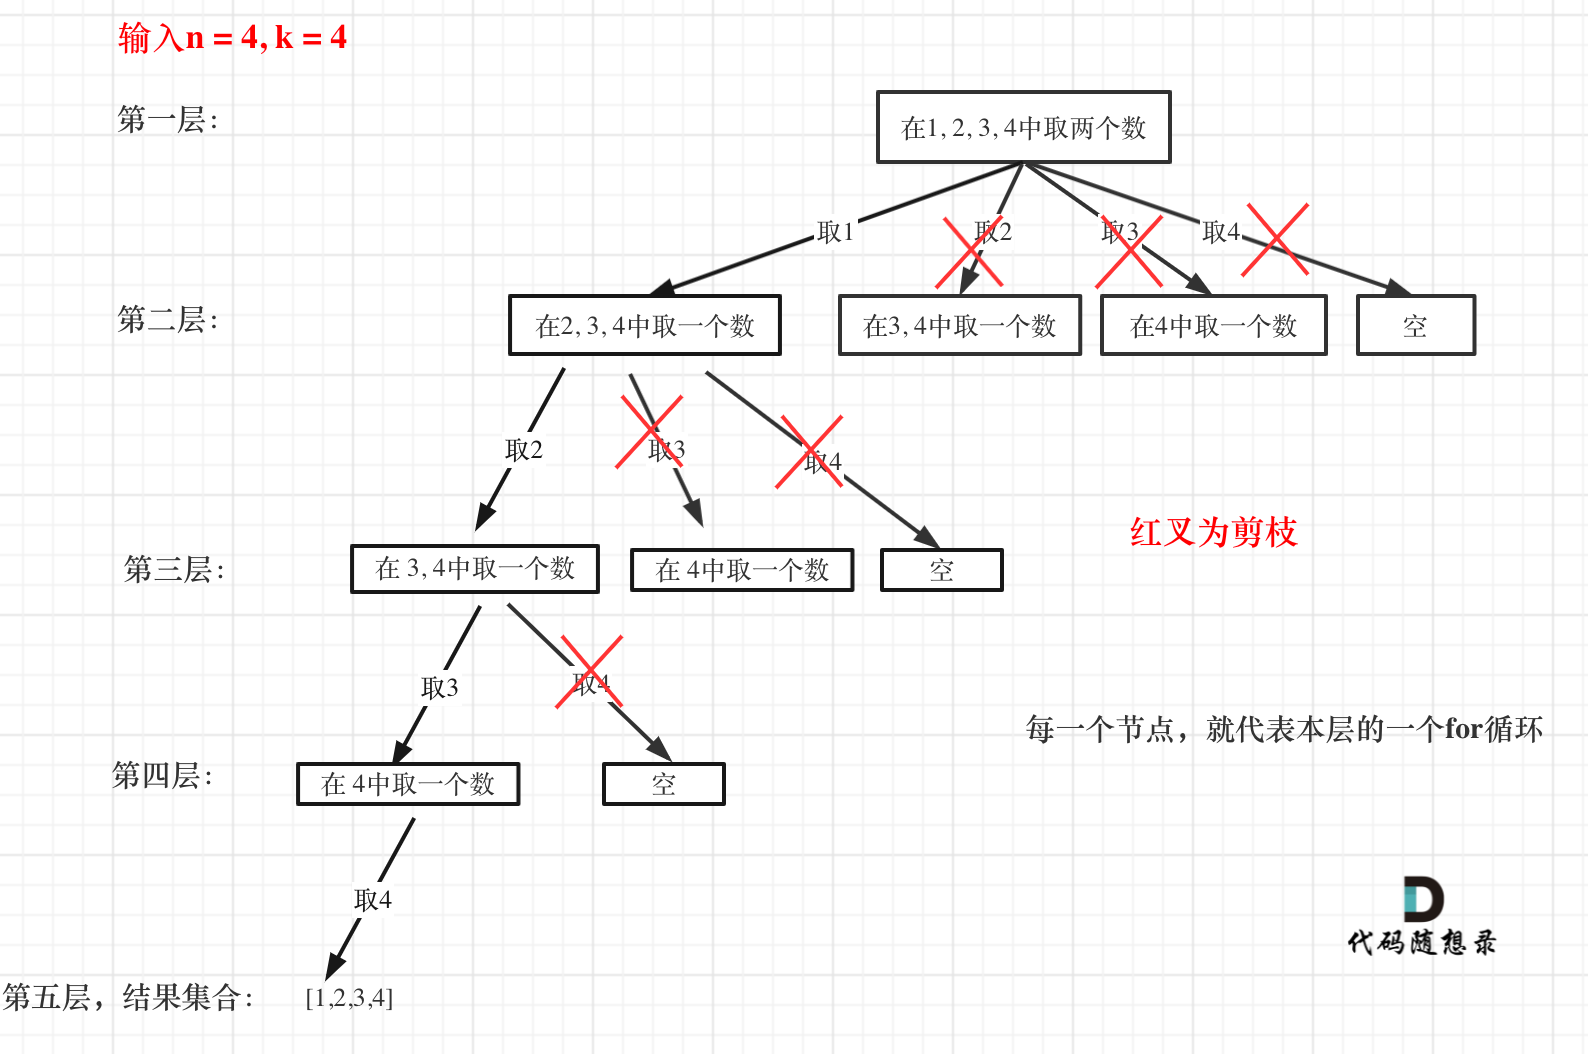 输入n = 4, k = 4
第一层：
在1, 2, 3, 4中取两个数
取1
取2
取3
取4
第二层：
在2, 3, 4中取一个数
在3, 4中取一个数
在4中取一个数
空
取2
取3
取4
红叉为剪枝
第三层：
在 3, 4中取一个数
在 4中取一个数
空
取3
取4
每一个节点，就代表本层的一个for循环
第四层：
在 4中取一个数
空
取4
代码随想录
第五层，结果集合：
[1,2,3,4]